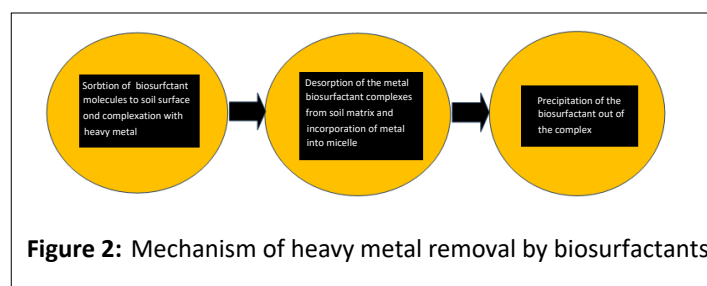 Sorbtion of biosurfctant
molecules to soil surface
ond complexation with
heavy metal
Desorption of the metal
biosurfactant complexes
from soil matrix and
incorporation of metal
into micelle
Precipitation of the
biosurfactant out of
the complex
Figure 2: Mechanism of heavy metal removal by biosurfactants